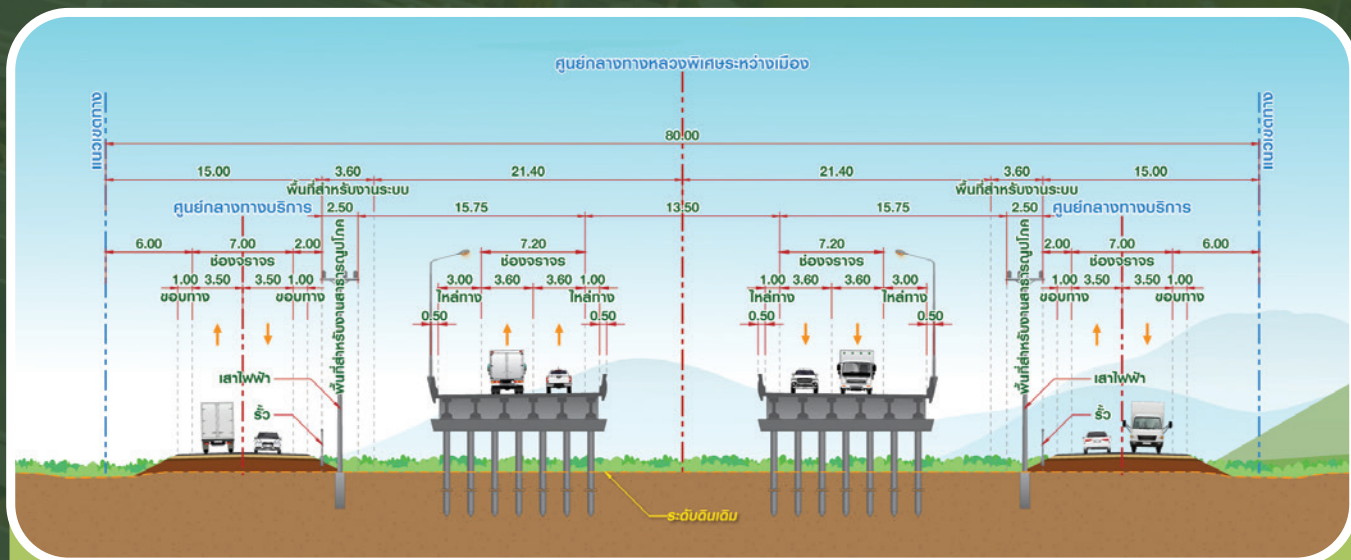 ศูนย์กลางทางหลวงพิเศษระหว่างเมือง
แนวเขตทาง
แนวเขตทาง
80.00
15.00 3.60 21.40 21.40 3.60 15.00
พื้นที่สำหรับงานระบบ พื้นที่สำหรับงานระบบ
ศูนย์กลางทางบริการ 2.50 15.75 13.50 15.75 2.50 ศูนย์กลางทางบริการ
6.00 7.00 2.00 7.20 7.20 2.00 7.00 6.00
ช่องจราจร ช่องจราจร ช่องจราจร ช่องจราจร
1.00 3.50 3.50 1.00 3.00 3.60 3.60 1.00 1.00 3.60 3.60 3.00 1.00 3.50 3.50 1.00
ขอบทาง ขอบทาง ไหล่ทาง ไหล่ทาง ไหล่ทาง ไหล่ทาง ขอบทาง ขอบทาง
0.50 0.50 0.50 0.50
พื้นที่สำหรับงานสาธารณูปโภค
พื้นที่สำหรับงานสาธารณูปโภค
เสาไฟฟ้า เสาไฟฟ้า
รั้ว รั้ว
ระดับดินเดิม